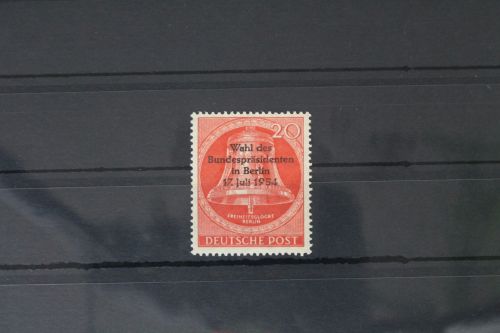 20
Wahl des
Bundespräsidenten
in Berlin
17. Juli 1954
FREIHEITSGLOCKE
BERLIN
DEUTSCHE POST